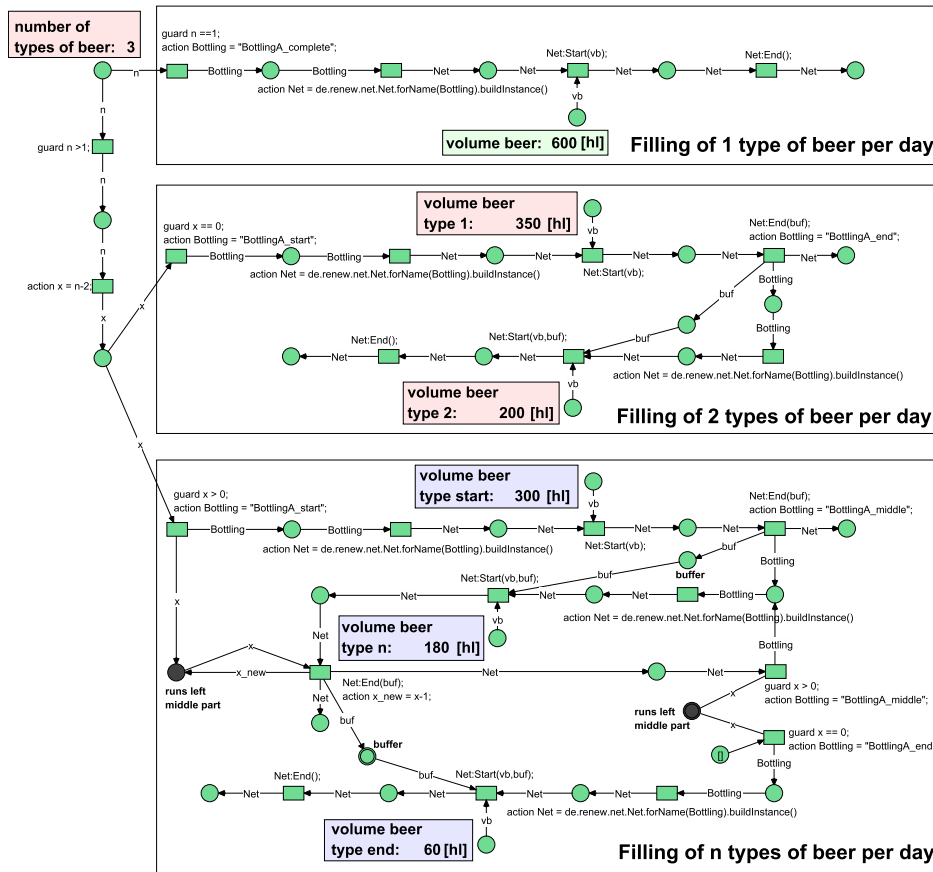 number of
types of beer: 3
n
guard n >1;
n
n
action x = n-2;
x
x
x
guard n ==1;
action Bottling = "BottlingA_complete";
n
Bottling
Bottling
Net
Net
Net:Start(vb);
Net
Net
Net:End();
Net
action Net = de.renew.net.Net.forName(Bottling).buildInstance()
vb
volume beer: 600 [hl]
Filling of 1 type of beer per day
volume beer
type 1: 350 [hl]
vb
guard x == 0;
action Bottling = "BottlingA_start";
Net:End(buf);
action Bottling = "BottlingA_end";
Bottling
Bottling
Net
Net
Net
Net
Net
action Net = de.renew.net.Net.forName(Bottling).buildInstance()
Net:Start(vb);
Bottling
buf
Bottling
buf
Net:End();
Net:Start(vb,buf);
Net
Net
Net
Net
Net
action Net = de.renew.net.Net.forName(Bottling).buildInstance()
vb
volume beer
type 2: 200 [hl]
Filling of 2 types of beer per day
volume beer
type start: 300 [hl]
vb
guard x > 0;
action Bottling = "BottlingA_start";
Net:End(buf);
action Bottling = "BottlingA_middle";
Bottling
Bottling
Net
Net
Net
Net
Net
action Net = de.renew.net.Net.forName(Bottling).buildInstance()
Net:Start(vb);
buf
Bottling
buffer
buf
Net:Start(vb,buf);
x
Net
Net
Net
Bottling
action Net = de.renew.net.Net.forName(Bottling).buildInstance()
vb
volume beer
type n: 180 [hl]
Net
Bottling
x
x_new
Net
Net
runs left
middle part
Net:End(buf);
action x_new = x-1;
Net
guard x > 0;
action Bottling = "BottlingA_middle";
x
runs left
middle part
x
buf
guard x == 0;
action Bottling = "BottlingA_end
buffer
[]
Bottling
buf
Net:End();
Net:Start(vb,buf);
Net
Net
Net
Net
Net
Bottling
action Net = de.renew.net.Net.forName(Bottling).buildInstance()
vb
volume beer
type end: 60 [hl]
Filling of n types of beer per day